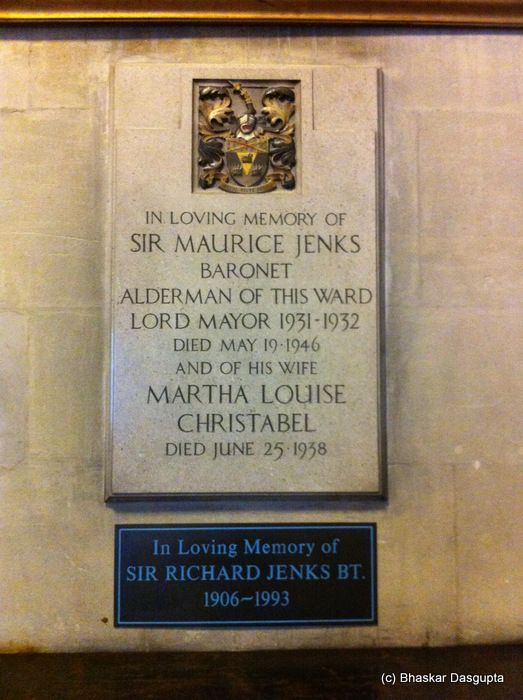 IN LOVING MEMORY OF
SIR MAURICE JENKS
BARONET
ALDERMAN OF THIS WARD
LORD MAYOR 1931-1932
DIED MAY 19·1946
AND OF HIS WIFE
MARTHA LOUISE
CHRISTABEL
DIED JUNE 25·1938
In Loving Memory of
SIR RICHARD JENKS BT.
1906~1993
(c) Bhaskar Dasgupta